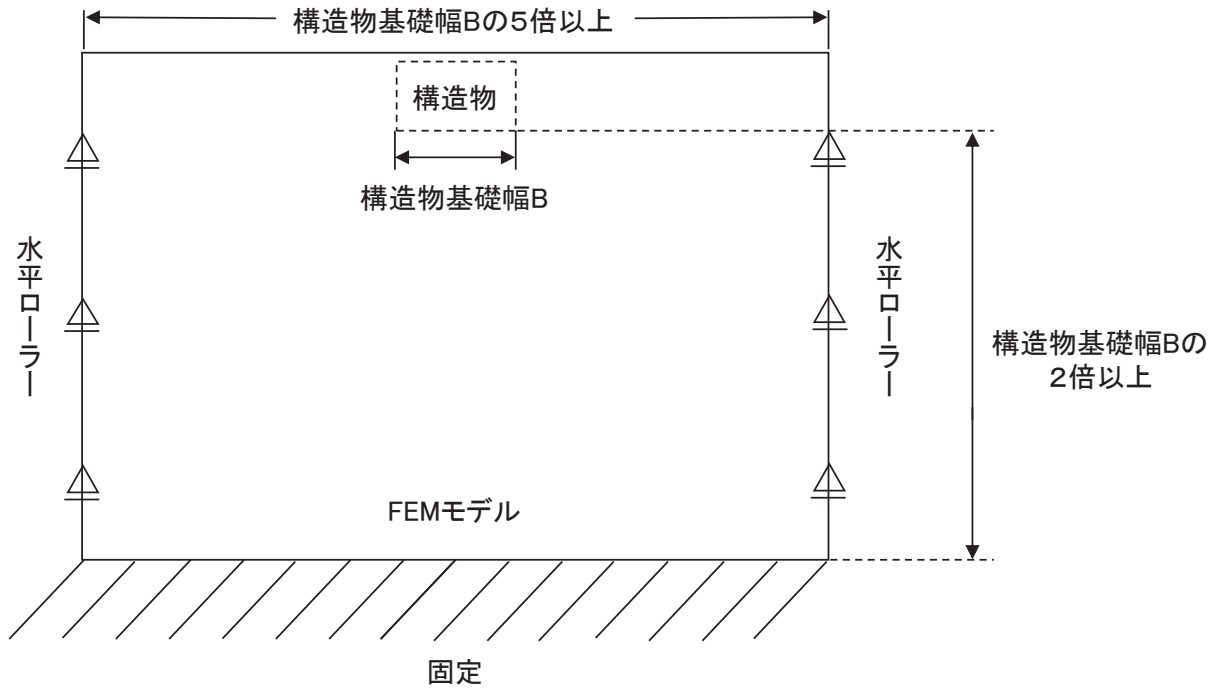 構造物基礎幅Bの5倍以上
構造物
構造物基礎幅B
水平ローラー
水平ローラー
構造物基礎幅Bの
2倍以上
FEMモデル
固定